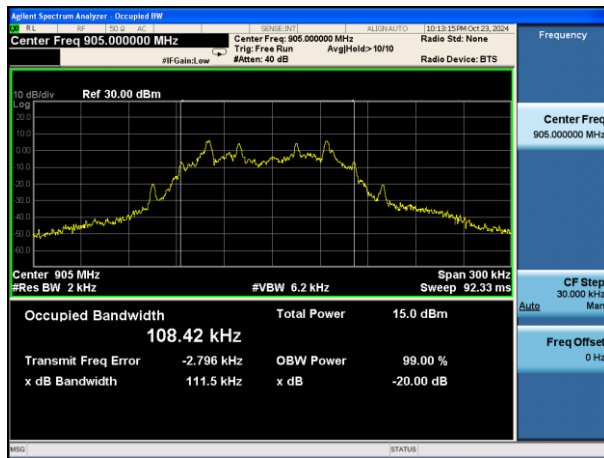 Agilent Spectrum Analyzer - Occupied BW
RL RF 50 Ω AC SENSE:INT ALIGNAUTO 10:13:15 PM Oct 23, 2024
Center Freq 905.000000 MHz Center Freq: 905.000000 MHz Radio Std: None
Trig: Free Run Avg|Hold:> 10/10
#IFGain:Low #Atten: 40 dB Radio Device: BTS
Frequency
10 dB/div Ref 30.00 dBm
Log
20.0
10.0
0.00
-10.0
-20.0
-30.0
-40.0
-50.0
-60.0
Center Freq
905.000000 MHz
Center 905 MHz Span 300 kHz
#Res BW 2 kHz #VBW 6.2 kHz Sweep 92.33 ms
CF Step
30.000 kHz
Auto Man
Occupied Bandwidth Total Power 15.0 dBm
108.42 kHz
Transmit Freq Error -2.796 kHz OBW Power 99.00 %
x dB Bandwidth 111.5 kHz x dB -20.00 dB
Freq Offset
0 Hz
MSG STATUS